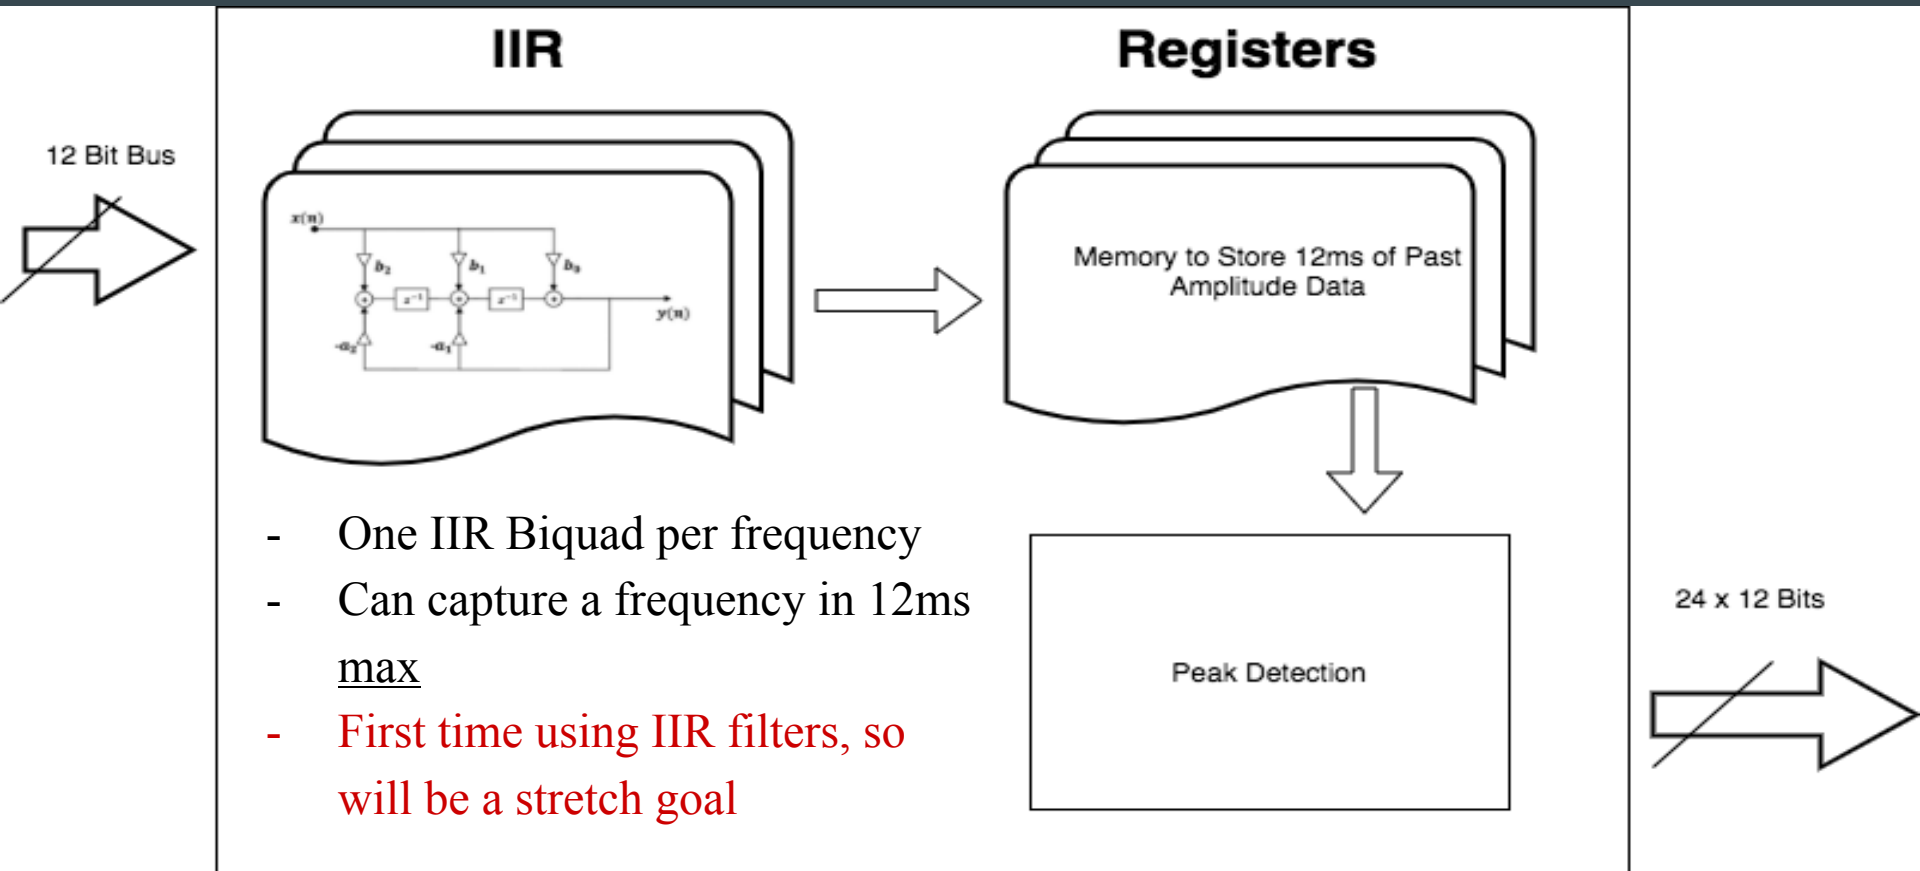 IIR
Registers
12 Bit Bus
x(n)
b₂
b₁
b₀
z⁻¹
z⁻¹
y(n)
-a₂
-a₁
Memory to Store 12ms of Past
Amplitude Data
- One IIR Biquad per frequency
- Can capture a frequency in 12ms
max
- First time using IIR filters, so
will be a stretch goal
Peak Detection
24 x 12 Bits